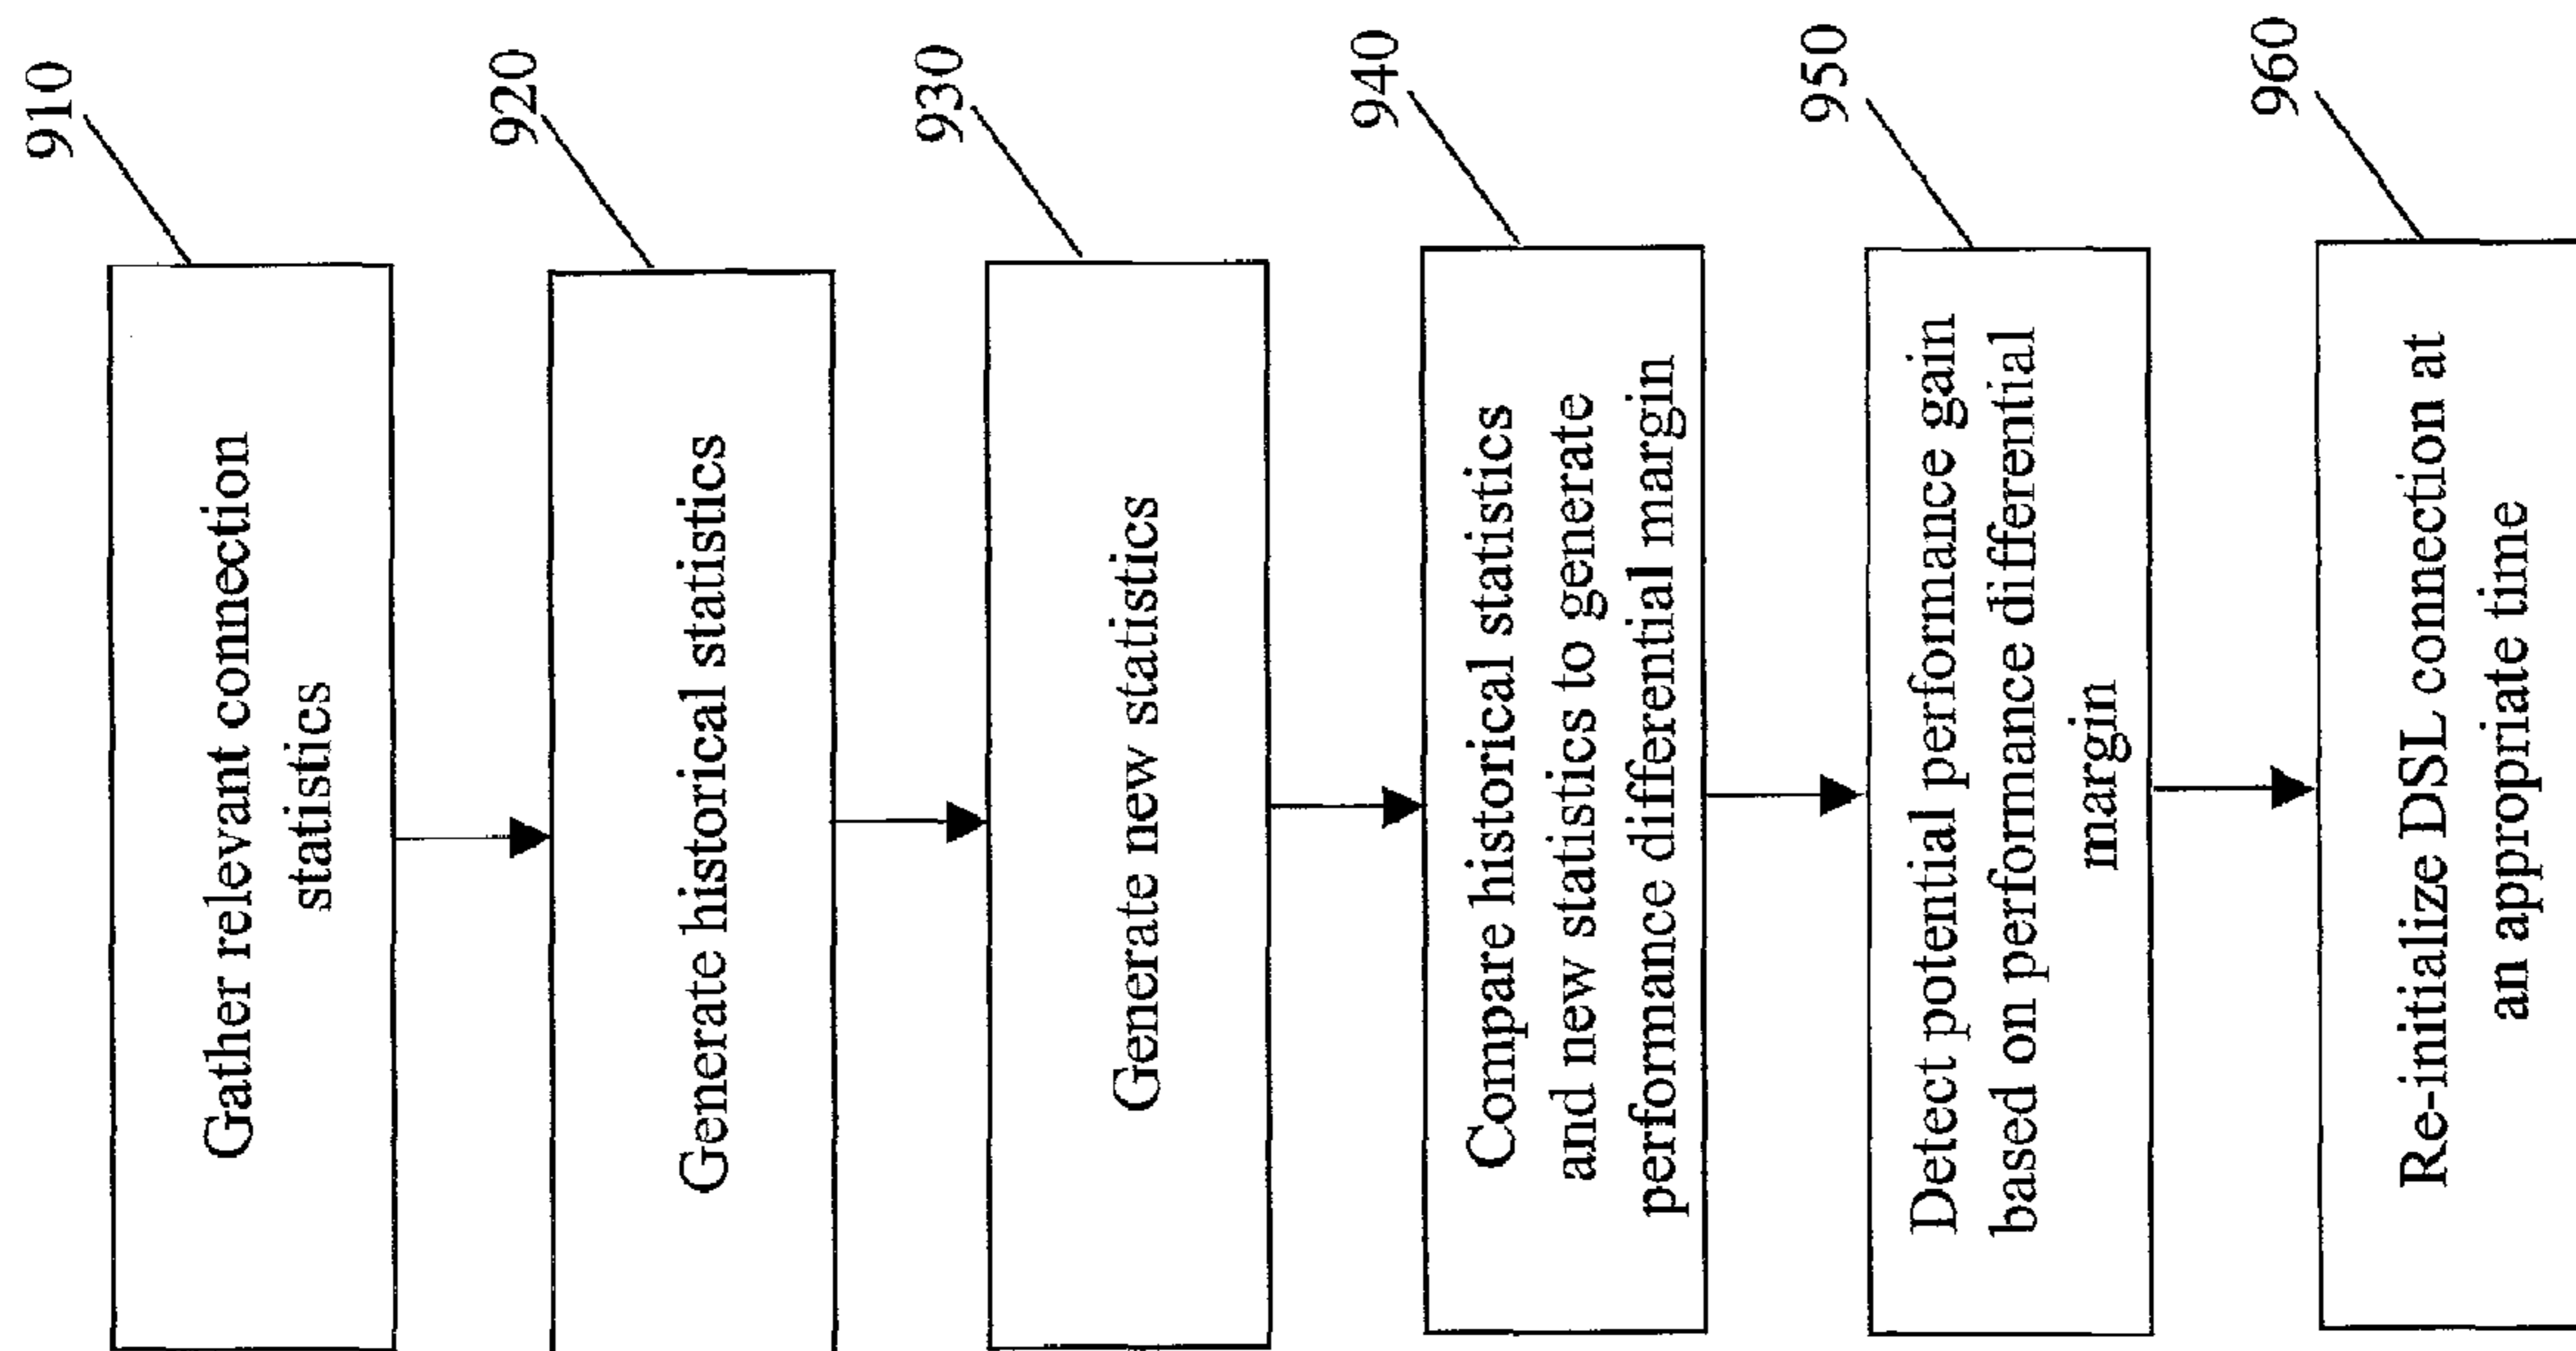 910
Gather relevant connection
statistics
920
Generate historical statistics
930
Generate new statistics
940
Compare historical statistics
and new statistics to generate
performance differential margin
950
Detect potential performance gain
based on performance differential
margin
960
Re-initialize DSL connection at
an appropriate time